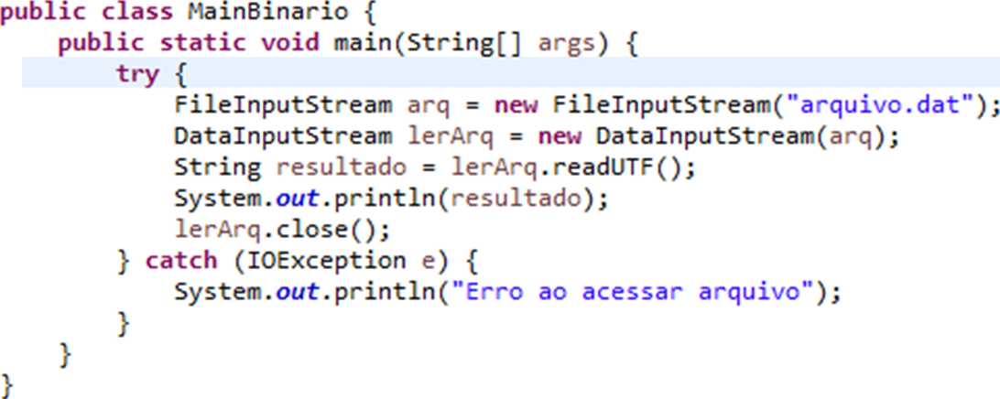 public class MainBinario {
    public static void main(String[] args) {
        try {
            FileInputStream arq = new FileInputStream("arquivo.dat");
            DataInputStream lerArq = new DataInputStream(arq);
            String resultado = lerArq.readUTF();
            System.out.println(resultado);
            lerArq.close();
        } catch (IOException e) {
            System.out.println("Erro ao acessar arquivo");
        }
    }
}